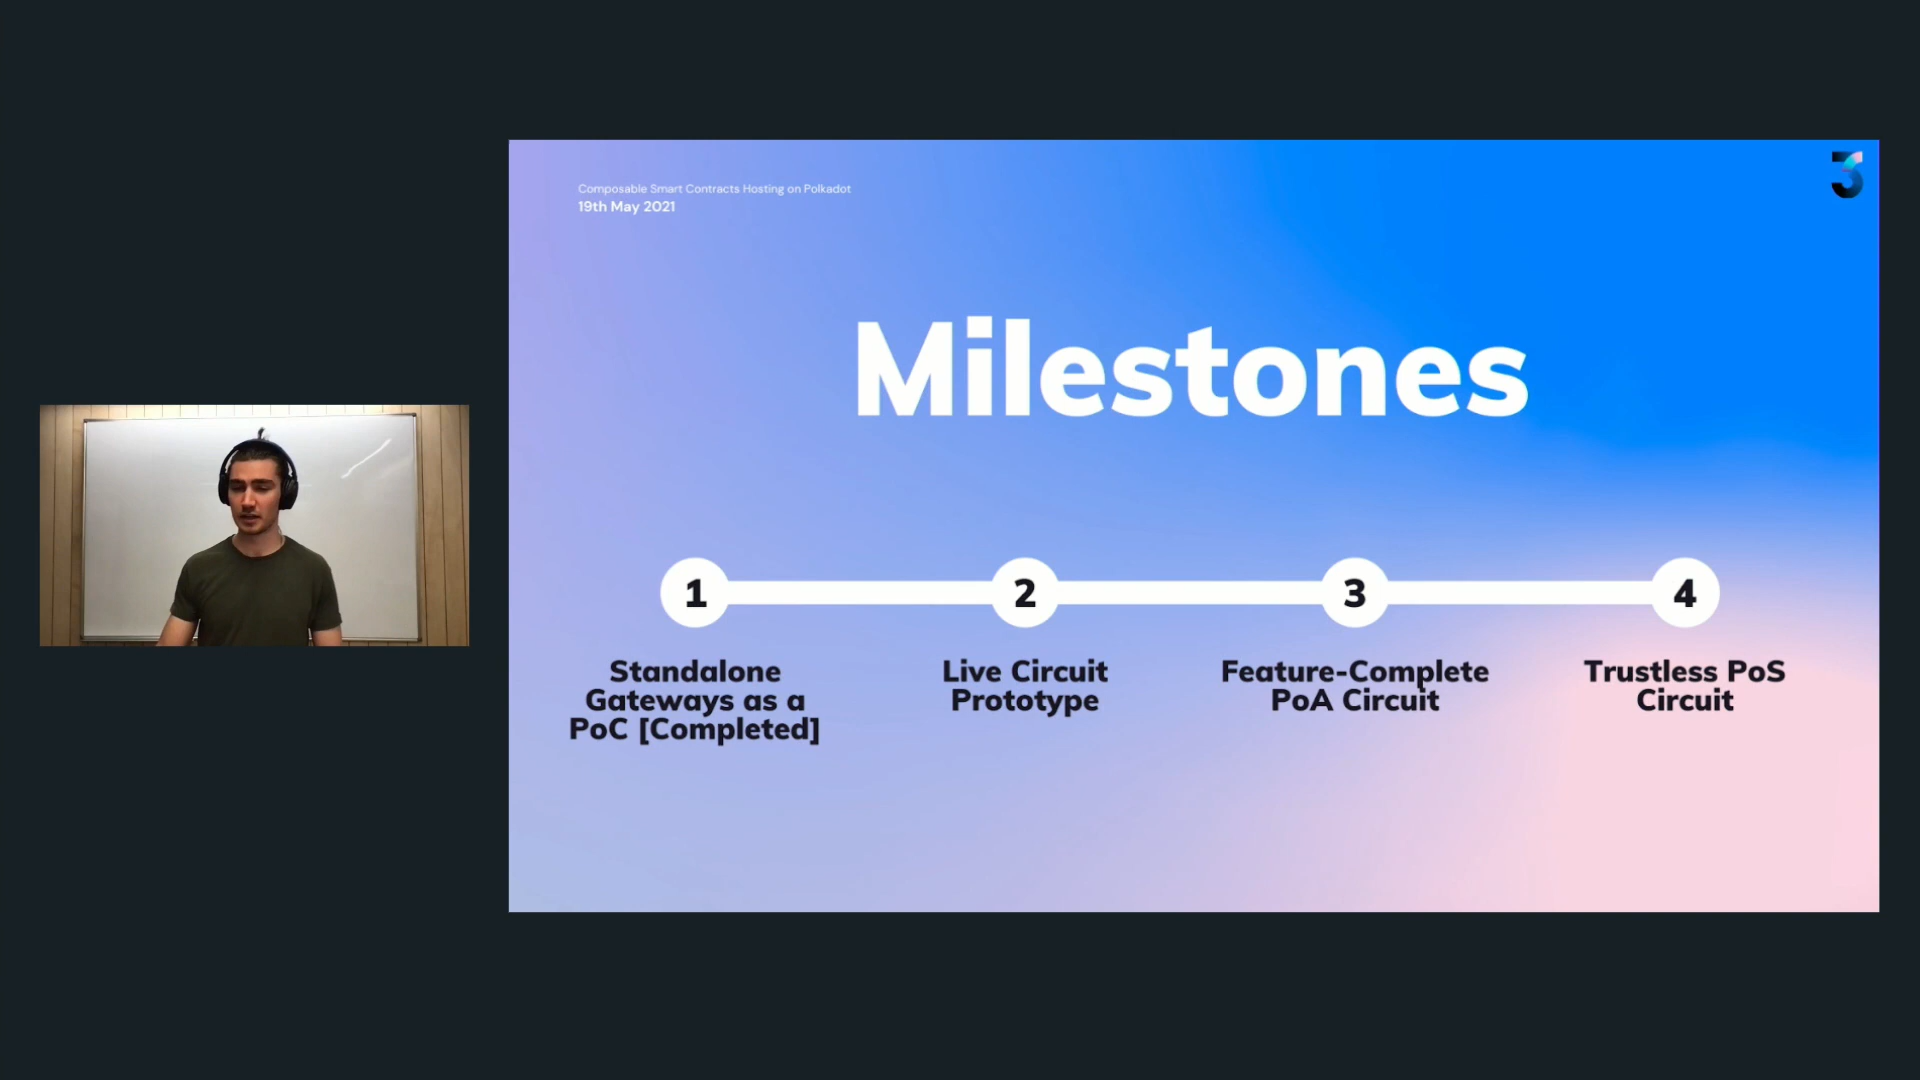 Composable Smart Contracts Hosting on Polkadot
19th May 2021
3
Milestones
1
2
3
4
Standalone
Gateways as a
PoC [Completed]
Live Circuit
Prototype
Feature-Complete
PoA Circuit
Trustless PoS
Circuit